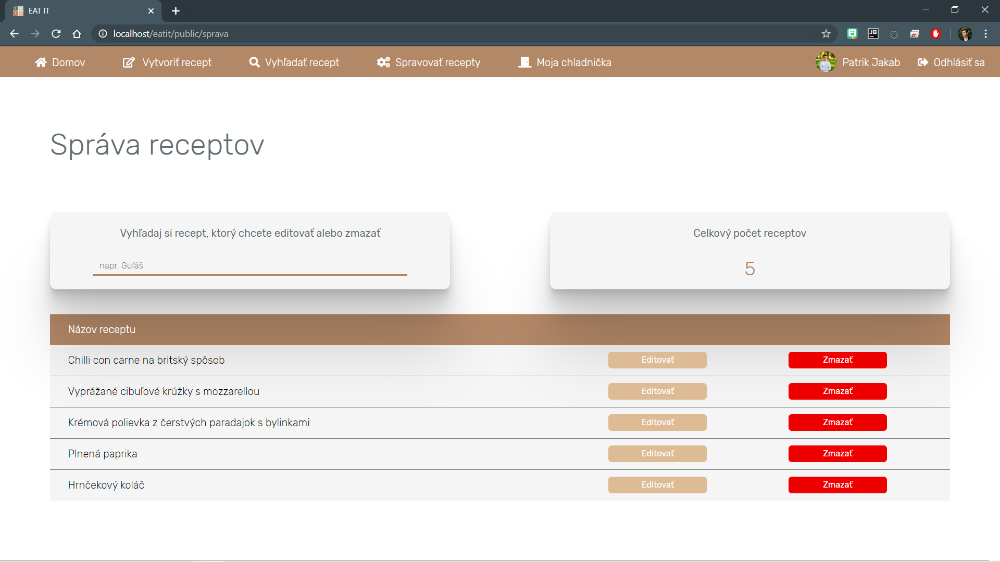 EAT IT
localhost/eatit/public/sprava
JB
Domov
Vytvoriť recept
Vyhľadať recept
Spravovať recepty
Moja chladnička
Patrik Jakab
Odhlásiť sa
Správa receptov
Vyhľadaj si recept, ktorý chcete editovať alebo zmazať
napr. Guľáš
Celkový počet receptov
5
Názov receptu
Chilli con carne na britský spôsob
Editovať
Zmazať
Vyprážané cibuľové krúžky s mozzarellou
Editovať
Zmazať
Krémová polievka z čerstvých paradajok s bylinkami
Editovať
Zmazať
Plnená paprika
Editovať
Zmazať
Hrnčekový koláč
Editovať
Zmazať